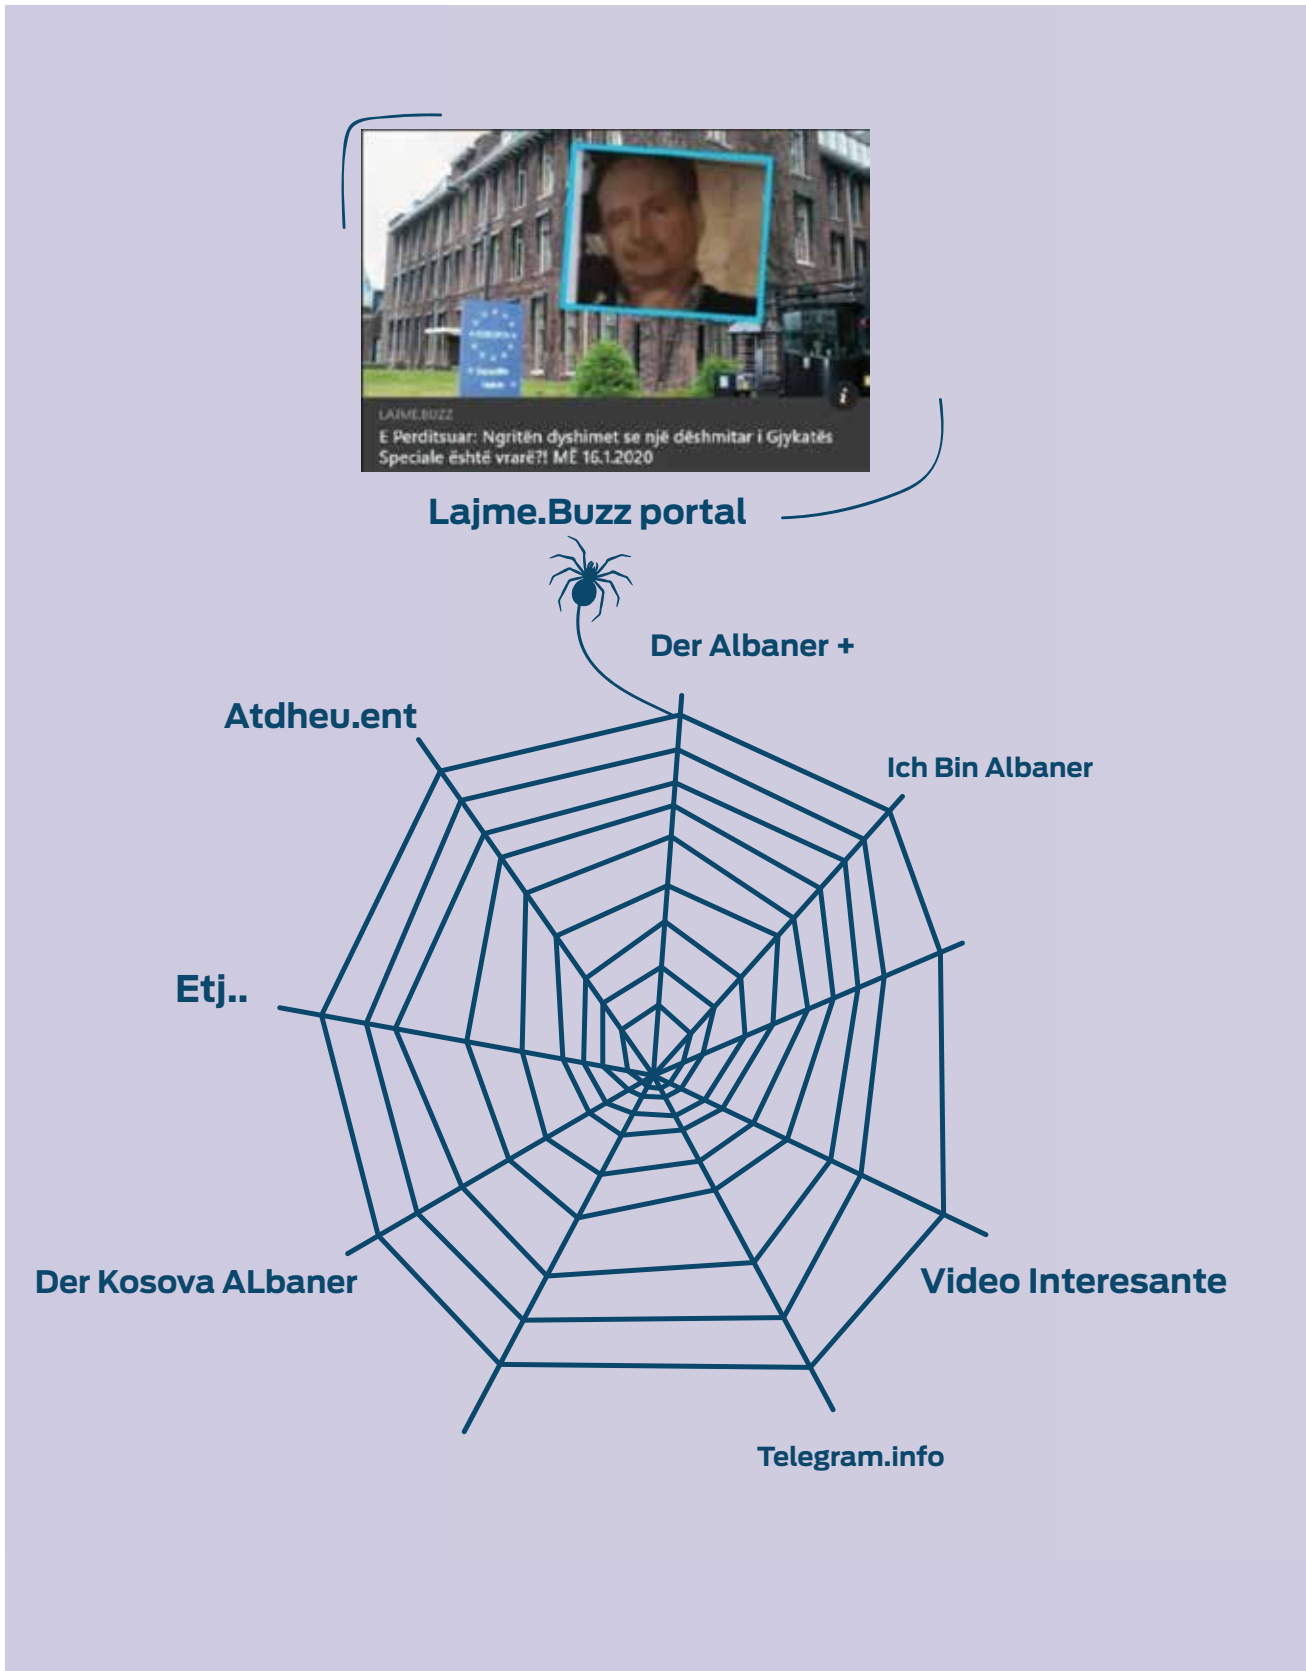 LAJME.BUZZ
E Perditsuar: Ngritën dyshimet se një dëshmitar i Gjykatës
Speciale është vrarë?! MË 16.1.2020
Lajme.Buzz portal
Der Albaner +
Atdheu.ent
Ich Bin Albaner
Etj..
Der Kosova ALbaner
Video Interesante
Telegram.info